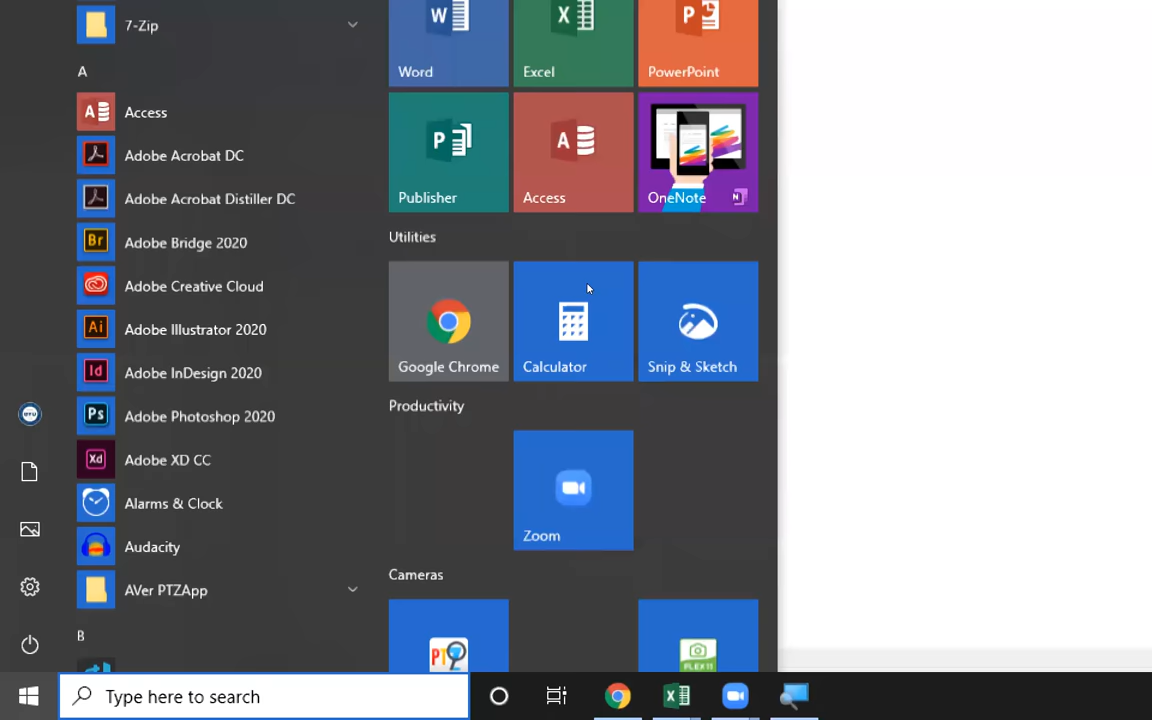 7-Zip
A
Access
Adobe Acrobat DC
Adobe Acrobat Distiller DC
Adobe Bridge 2020
Adobe Creative Cloud
Adobe Illustrator 2020
Adobe InDesign 2020
Adobe Photoshop 2020
Adobe XD CC
Alarms & Clock
Audacity
AVer PTZApp
B
Word
Excel
PowerPoint
Publisher
Access
OneNote
Utilities
Google Chrome
Calculator
Snip & Sketch
Productivity
Zoom
Cameras
Type here to search